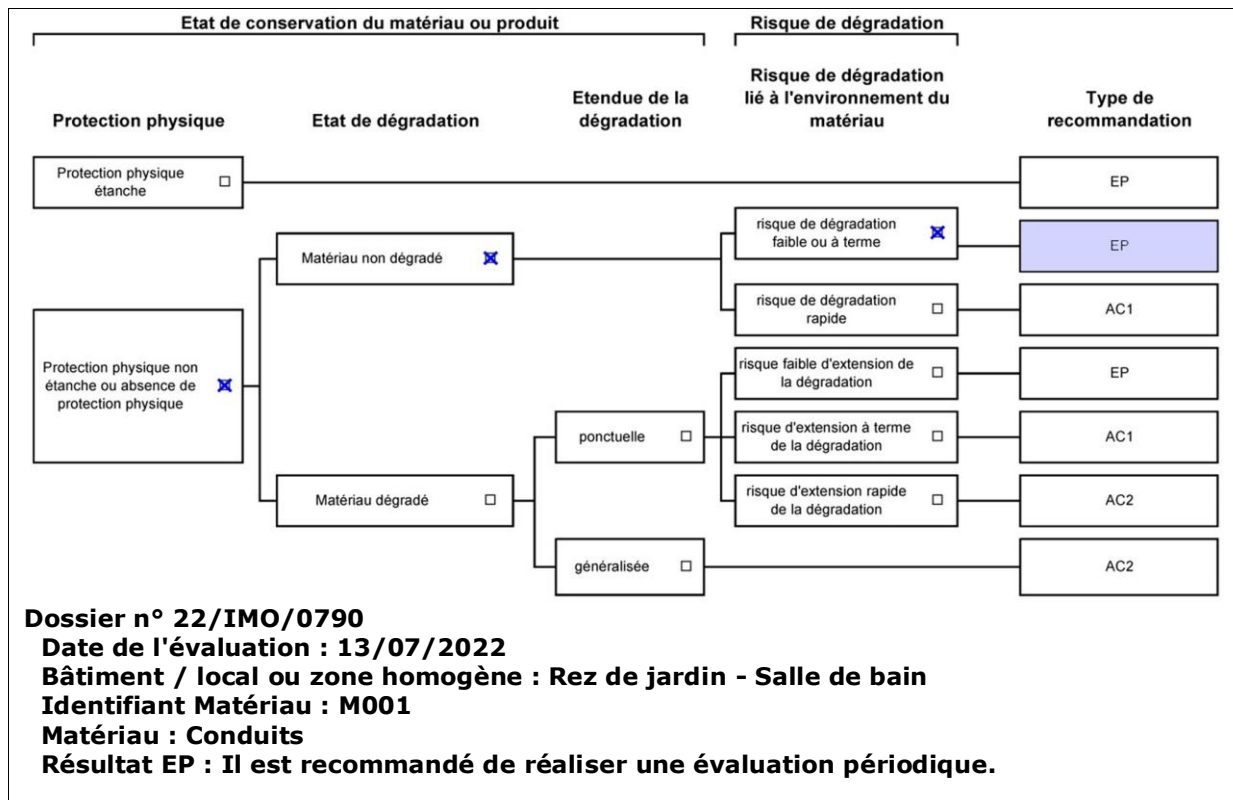 Etat de conservation du matériau ou produit
Risque de dégradation
Protection physique
Etat de dégradation
Etendue de la
dégradation
Risque de dégradation
lié à l'environnement du
matériau
Type de
recommandation
Protection physique
étanche
EP
risque de dégradation
faible ou à terme
EP
Matériau non dégradé
risque de dégradation
rapide
AC1
Protection physique non
étanche ou absence de
protection physique
risque faible d'extension de
la dégradation
EP
ponctuelle
risque d'extension à terme
de la dégradation
AC1
Matériau dégradé
risque d'extension rapide
de la dégradation
AC2
généralisée
AC2
Dossier n° 22/IMO/0790
Date de l'évaluation : 13/07/2022
Bâtiment / local ou zone homogène : Rez de jardin - Salle de bain
Identifiant Matériau : M001
Matériau : Conduits
Résultat EP : Il est recommandé de réaliser une évaluation périodique.